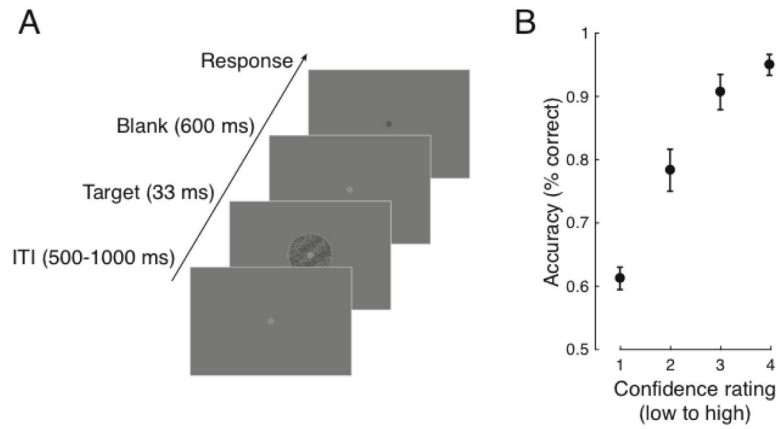 A
Response
Blank (600 ms)
Target (33 ms)
ITI (500-1000 ms)
B
Accuracy (% correct)
1
0.9
0.8
0.7
0.6
0.5
1 2 3 4
Confidence rating
(low to high)